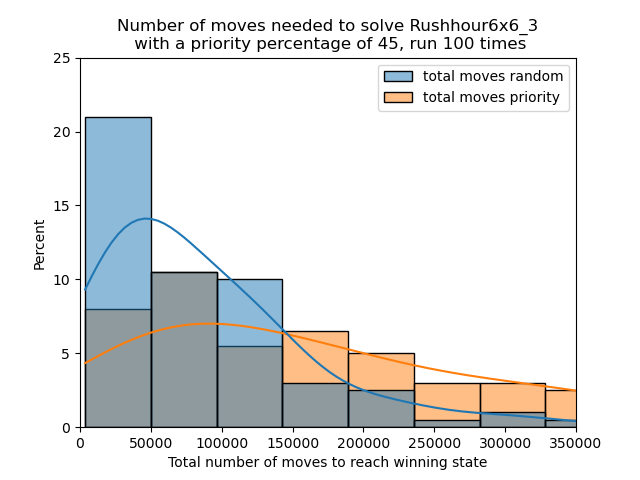 Number of moves needed to solve Rushhour6x6_3
with a priority percentage of 45, run 100 times
total moves random
total moves priority
Percent
25
20
15
10
5
0
0 50000 100000 150000 200000 250000 300000 350000
Total number of moves to reach winning state